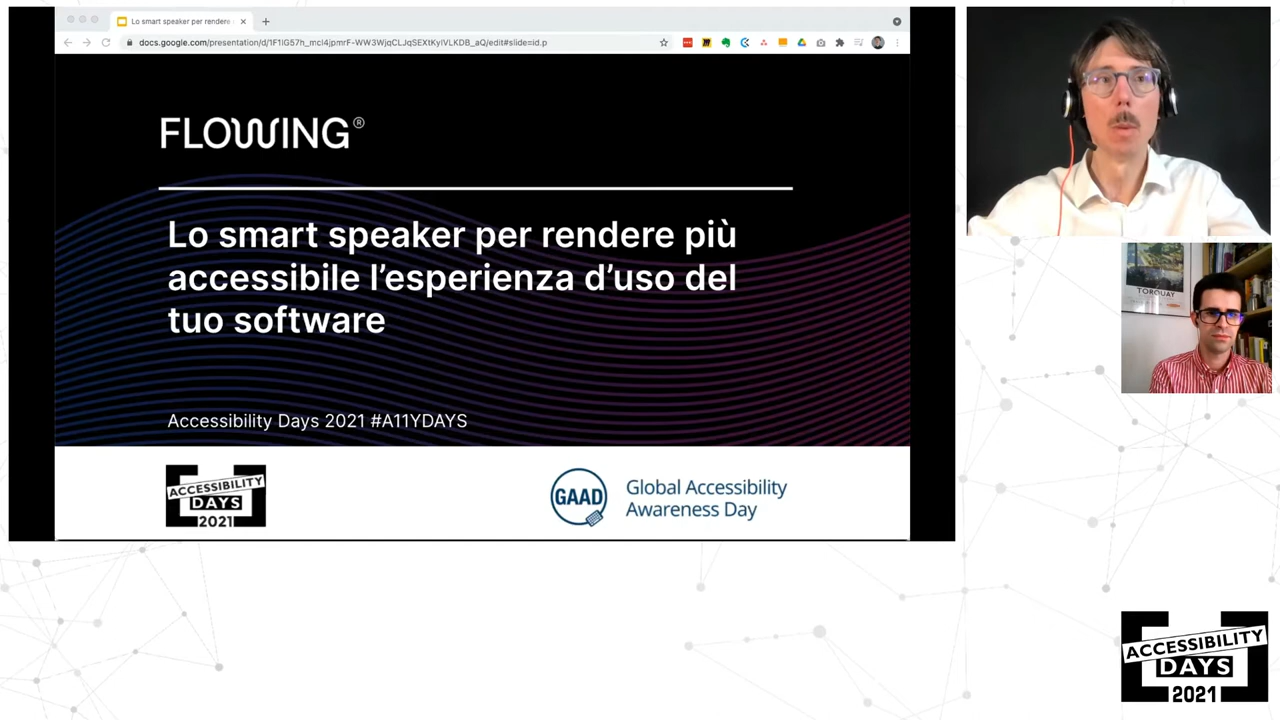 Lo smart speaker per rendere
docs.google.com/presentation/d/1F1lG57h_mcl4jpmrF-WW3WjqCLJqSEXtKyIVLKDB_aQ/edit#slide=id.p
FLOWING®
Lo smart speaker per rendere più
accessibile l’esperienza d’uso del
tuo software
Accessibility Days 2021 #A11YDAYS
ACCESSIBILITY
DAYS
2021
GAAD
Global Accessibility
Awareness Day
TORQUAY
ACCESSIBILITY
DAYS
2021